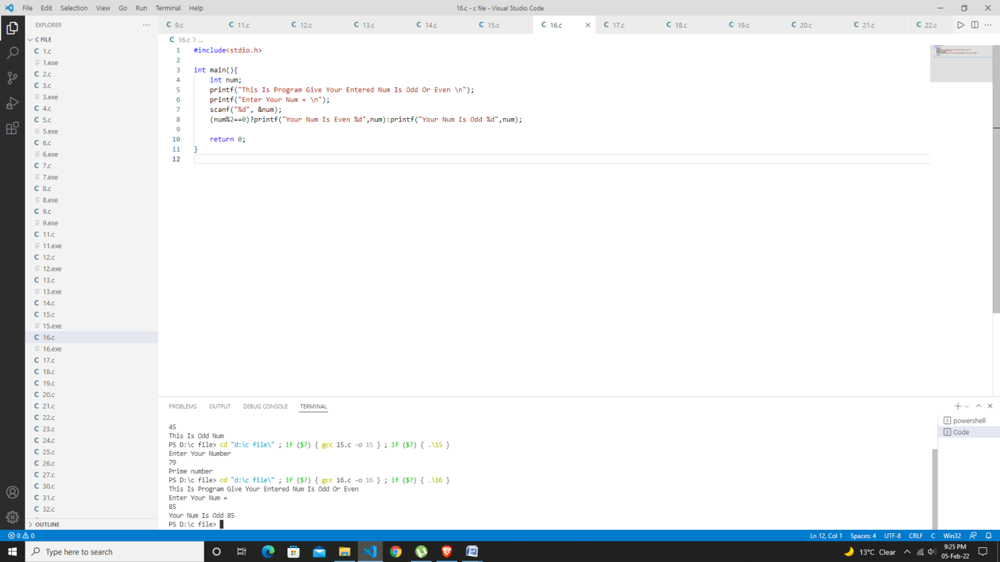 File Edit Selection View Go Run Terminal Help
16.c - c file - Visual Studio Code
EXPLORER
C FILE
C 1.c
1.exe
C 2.c
C 3.c
3.exe
C 4.c
C 5.c
5.exe
C 6.c
6.exe
C 7.c
7.exe
C 8.c
8.exe
C 9.c
9.exe
C 11.c
11.exe
C 12.c
12.exe
C 13.c
13.exe
C 14.c
C 15.c
15.exe
C 16.c
16.exe
C 17.c
C 18.c
C 19.c
C 20.c
C 21.c
C 22.c
C 23.c
C 24.c
C 25.c
C 26.c
C 27.c
C 30.c
C 31.c
C 32.c
OUTLINE
C 9.c C 11.c C 12.c C 13.c C 14.c C 15.c C 16.c C 17.c C 18.c C 19.c C 20.c C 21.c C 22.c
C 16.c > ...
1 #include<stdio.h>
2
3 int main(){
4 int num;
5 printf("This Is Program Give Your Entered Num Is Odd Or Even \n");
6 printf("Enter Your Num = \n");
7 scanf("%d", &num);
8 (num%2==0)?printf("Your Num Is Even %d",num):printf("Your Num Is Odd %d",num);
9
10 return 0;
11 }
12
PROBLEMS OUTPUT DEBUG CONSOLE TERMINAL
45
This Is Odd Num
PS D:\c file> cd "d:\c file\" ; if ($?) { gcc 15.c -o 15 } ; if ($?) { .\15 }
Enter Your Number
79
Prime number
PS D:\c file> cd "d:\c file\" ; if ($?) { gcc 16.c -o 16 } ; if ($?) { .\16 }
This Is Program Give Your Entered Num Is Odd Or Even
Enter Your Num =
85
Your Num Is Odd 85
PS D:\c file>
powershell
Code
0 0
Ln 12, Col 1 Spaces: 4 UTF-8 CRLF C Win32
Type here to search
13°C Clear
9:25 PM
05-Feb-22